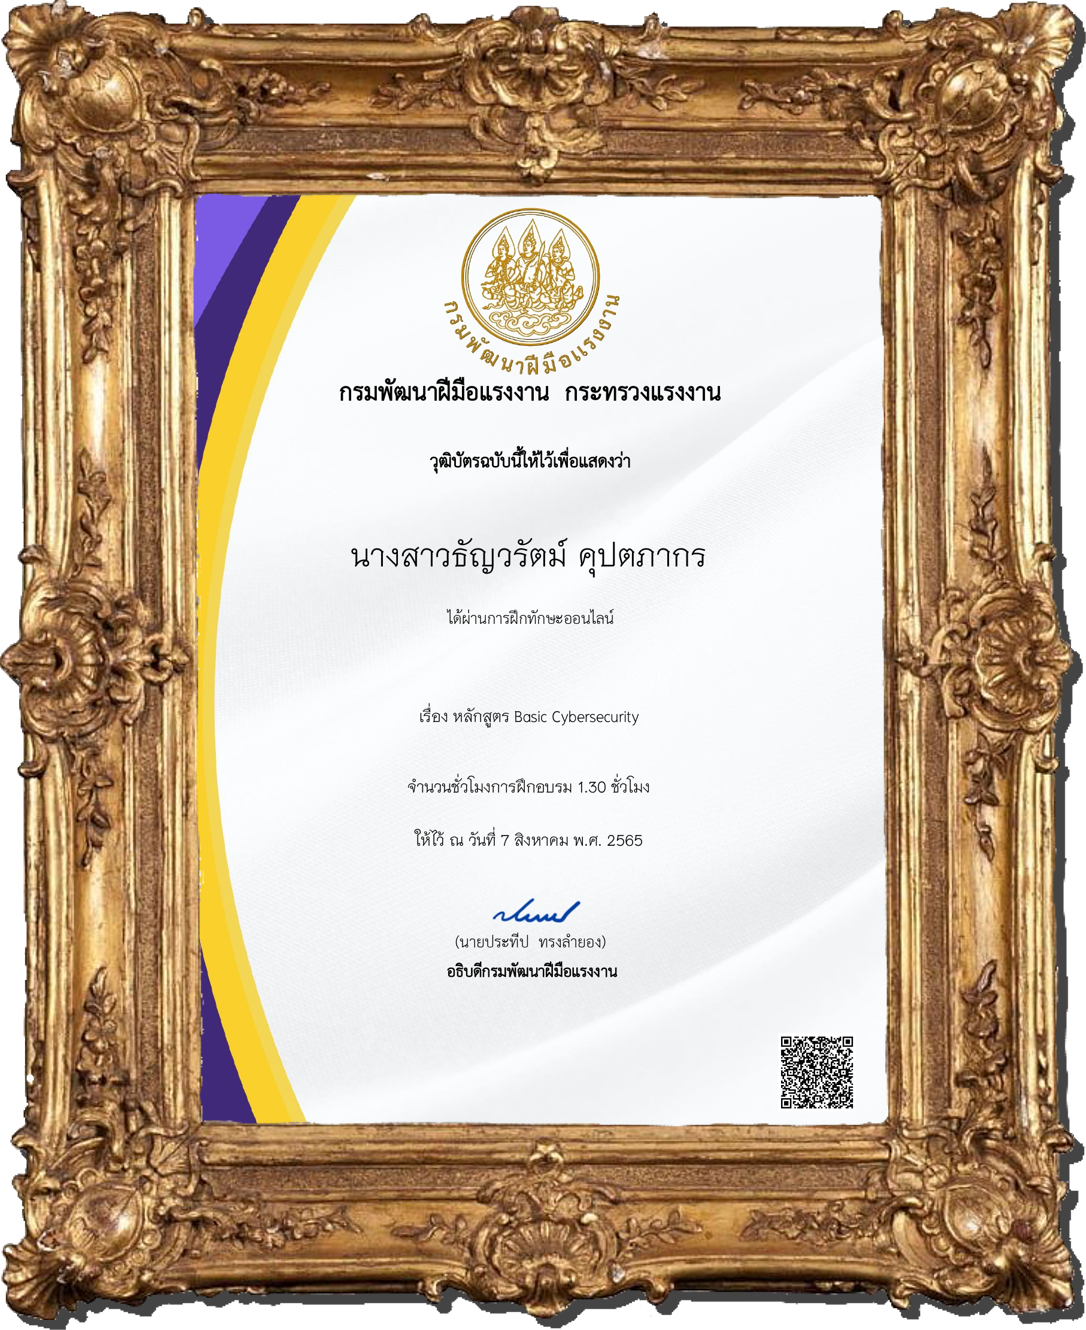 กรมพัฒนาฝีมือแรงงาน
กรมพัฒนาฝีมือแรงงาน กระทรวงแรงงาน
วุฒิบัตรฉบับนี้ให้ไว้เพื่อแสดงว่า
นางสาวธัญวรัตม์ คุปตภากร
ได้ผ่านการฝึกทักษะออนไลน์
เรื่อง หลักสูตร Basic Cybersecurity
จำนวนชั่วโมงการฝึกอบรม 1.30 ชั่วโมง
ให้ไว้ ณ วันที่ 7 สิงหาคม พ.ศ. 2565
(นายประทีป ทรงลำยอง)
อธิบดีกรมพัฒนาฝีมือแรงงาน